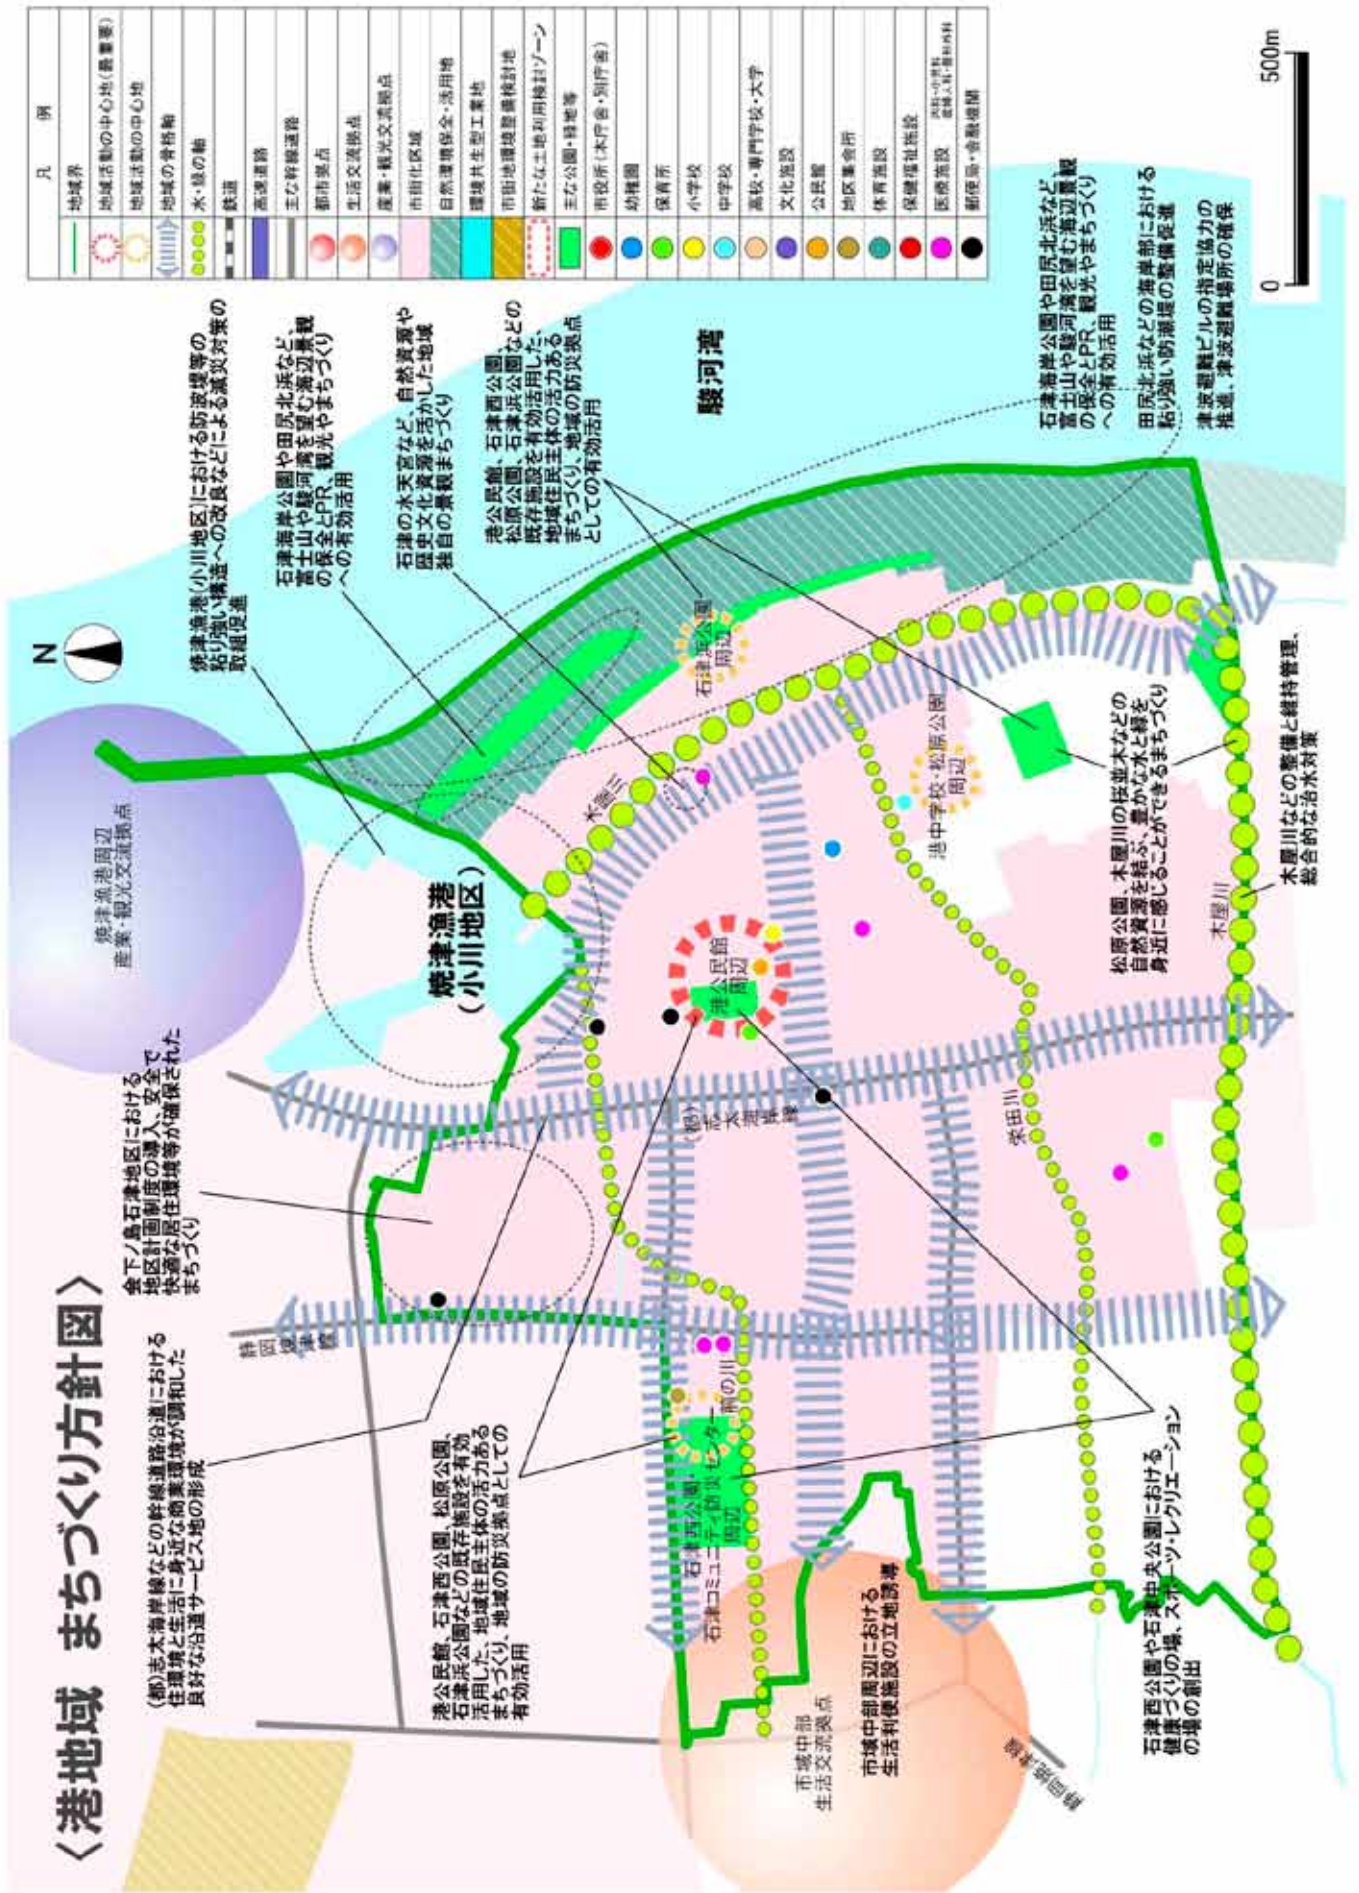 〈港地域 まちづくり方針図〉
(都)志太海岸線などの幹線道路沿道における
住環境と生活に身近な商業環境が調和した
良好な沿道サービス地の形成
会下ノ島石津地区における
地区計画制度の導入、安全で
快適な居住環境等が確保された
まちづくり
焼津漁港周辺
産業・観光交流拠点
N
焼津漁港(小川地区)における防波堤等の
粘り強い構造への改良などによる減災対策の
取組促進
石津海岸公園や田尻北浜など、
富士山や駿河湾を望む海辺景観
の保全とPR、観光やまちづくり
への有効活用
石津の水天宮など、自然資源や
歴史文化資源を活かした地域
独自の景観まちづくり
港公民館、石津西公園、
松原公園、石津浜公園などの
既存施設を有効活用した、
地域住民主体の活力ある
まちづくり、地域の防災拠点
としての有効活用
凡 例
地域界
地域活動の中心地(最重要)
地域活動の中心地
地域の骨格軸
水・緑の軸
鉄道
高速道路
主な幹線道路
都市拠点
生活交流拠点
産業・観光交流拠点
市街化区域
自然環境保全・活用地
環境共生型工業地
市街地環境整備検討地
新たな土地利用検討ゾーン
主な公園・緑地等
市役所(本庁舎・別庁舎)
幼稚園
保育所
小学校
中学校
高校・専門学校・大学
文化施設
公民館
地区集会所
体育施設
保健福祉施設
医療施設
郵便局・金融機関
静岡焼津線
焼津漁港
(小川地区)
木屋川
駿河湾
港公民館、石津西公園、松原公園、
石津浜公園などの既存施設を有効
活用した、地域住民主体の活力ある
まちづくり、地域の防災拠点としての
有効活用
石津西公園・
石津コミュニティ防災センター
周辺
前の川
(都)志太海岸線
港公民館
周辺
石津浜公園
周辺
市域中部
生活交流拠点
市域中部周辺における
生活利便施設の立地誘導
港中学校・松原公園
周辺
栄田川
静岡焼津線
石津西公園や石津中央公園における
健康づくりの場、スポーツ・レクリエーション
の場の創出
松原公園、木屋川の桜並木などの
自然資源を結ぶ、豊かな水と緑を
身近に感じることができるまちづくり
木屋川
木屋川などの整備と維持管理、
総合的な治水対策
石津海岸公園や田尻北浜など、
富士山や駿河湾を望む海辺景観
の保全とPR、観光やまちづくり
への有効活用
田尻北浜などの海岸部における
粘り強い防潮堤の整備促進
津波避難ビルの指定協力の
推進、津波避難場所の確保
0
500m